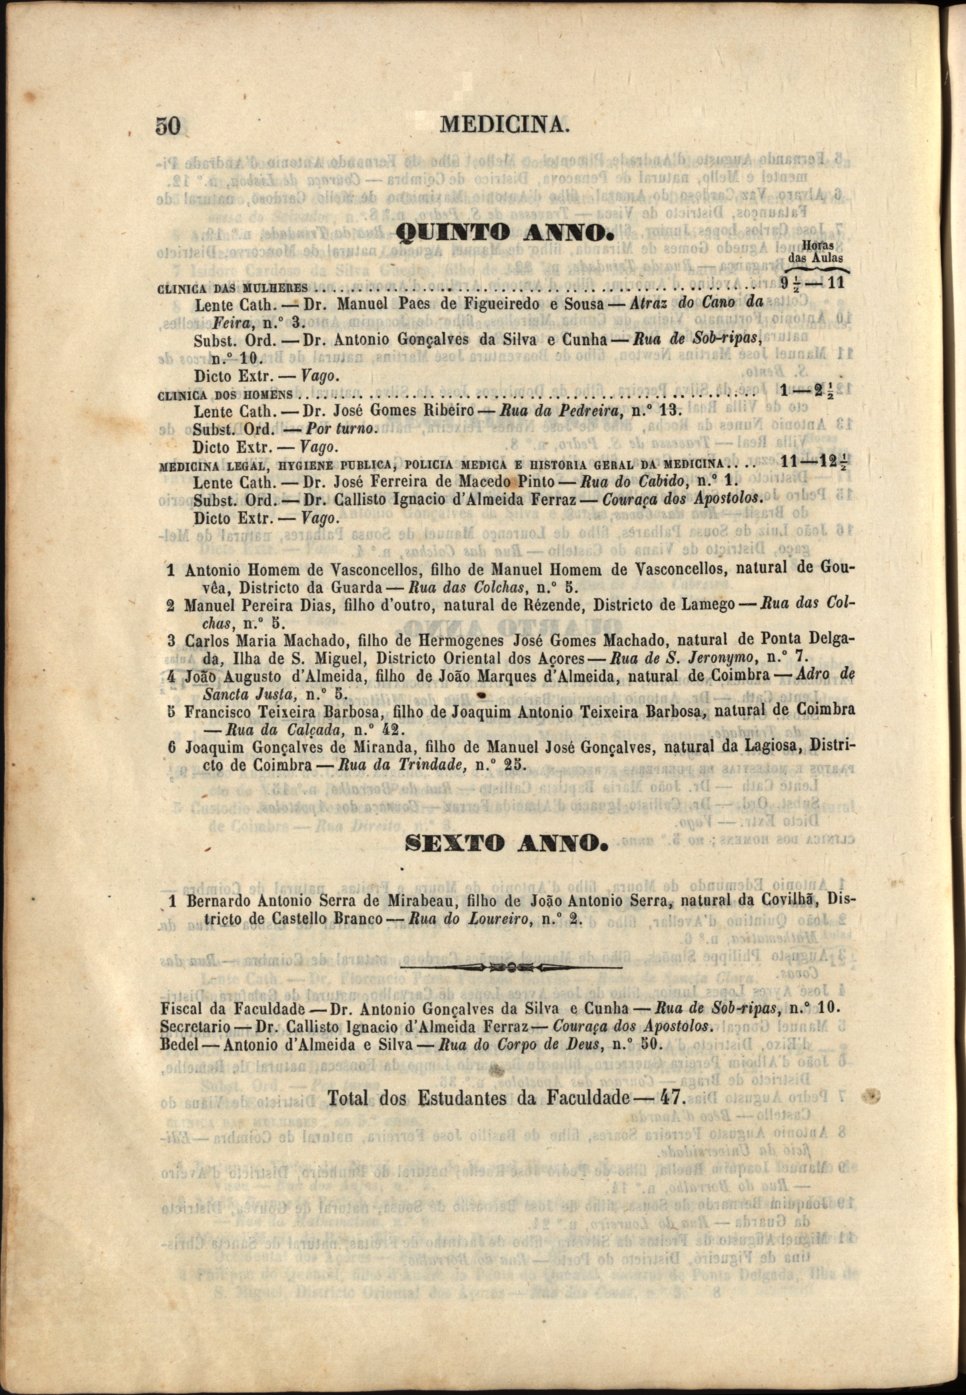 50
MEDICINA.
QUINTO ANNO.
Horas
das Aulas
CLINICA DAS MULHERES . . . . . . . . . . . . . . . . . . . . . . . . . . . . . . 9 ½ — 11
Lente Cath. — Dr. Manuel Paes de Figueiredo e Sousa — Atraz do Cano da
Feira, n.° 3.
Subst. Ord. — Dr. Antonio Gonçalves da Silva e Cunha — Rua de Sob-ripas,
n.° 10.
Dicto Extr. — Vago.
CLINICA DOS HOMENS . . . . . . . . . . . . . . . . . . . . . . . . . . . . . . 1 — 2 ½
Lente Cath. — Dr. José Gomes Ribeiro — Rua da Pedreira, n.° 13.
Subst. Ord. — Por turno.
Dicto Extr. — Vago.
MEDICINA LEGAL, HYGIENE PUBLICA, POLICIA MEDICA E HISTORIA GERAL DA MEDICINA. . . . 11 — 12 ½
Lente Cath. — Dr. José Ferreira de Macedo Pinto — Rua do Cabido, n.° 1.
Subst. Ord. — Dr. Callisto Ignacio d'Almeida Ferraz — Couraça dos Apostolos.
Dicto Extr. — Vago.
1 Antonio Homem de Vasconcellos, filho de Manuel Homem de Vasconcellos, natural de Gou-
vêa, Districto da Guarda — Rua das Colchas, n.° 5.
2 Manuel Pereira Dias, filho d'outro, natural de Rézende, Districto de Lamego — Rua das Col-
chas, n.° 5.
3 Carlos Maria Machado, filho de Hermogenes José Gomes Machado, natural de Ponta Delga-
da, Ilha de S. Miguel, Districto Oriental dos Açores — Rua de S. Jeronymo, n.° 7.
4 João Augusto d'Almeida, filho de João Marques d'Almeida, natural de Coimbra — Adro de
Sancta Justa, n.° 5.
5 Francisco Teixeira Barbosa, filho de Joaquim Antonio Teixeira Barbosa, natural de Coimbra
— Rua da Calçada, n.° 42.
6 Joaquim Gonçalves de Miranda, filho de Manuel José Gonçalves, natural da Lagiosa, Distri-
cto de Coimbra — Rua da Trindade, n.° 25.
SEXTO ANNO.
1 Bernardo Antonio Serra de Mirabeau, filho de João Antonio Serra, natural da Covilhã, Dis-
tricto de Castello Branco — Rua do Loureiro, n.° 2.
Fiscal da Faculdade — Dr. Antonio Gonçalves da Silva e Cunha — Rua de Sob-ripas, n.° 10.
Secretario — Dr. Callisto Ignacio d'Almeida Ferraz — Couraça dos Apostolos.
Bedel — Antonio d'Almeida e Silva — Rua do Corpo de Deus, n.° 50.
Total dos Estudantes da Faculdade — 47.